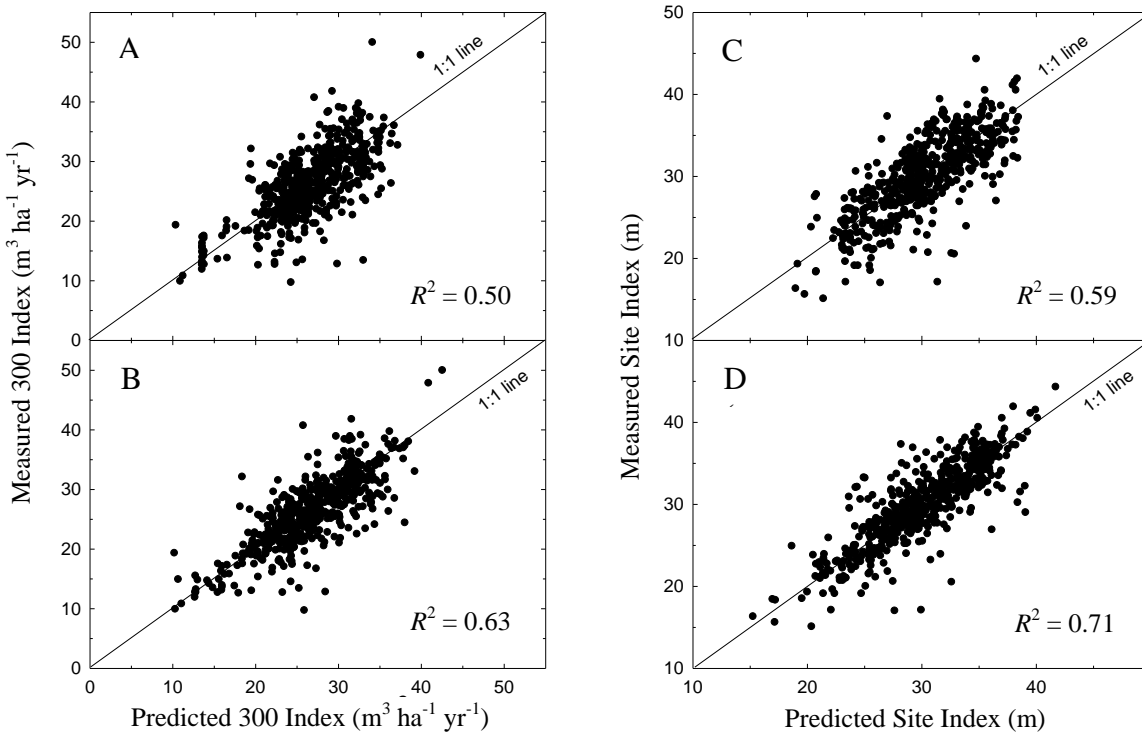 A
1:1 line
R² = 0.50
50
40
30
20
10
0
Measured 300 Index (m³ ha⁻¹ yr⁻¹)
B
1:1 line
R² = 0.63
50
40
30
20
10
0
0 10 20 30 40 50
Predicted 300 Index (m³ ha⁻¹ yr⁻¹)
C
1:1 line
R² = 0.59
50
40
30
20
10
Measured Site Index (m)
D
1:1 line
R² = 0.71
40
30
20
10
10 20 30 40
Predicted Site Index (m)